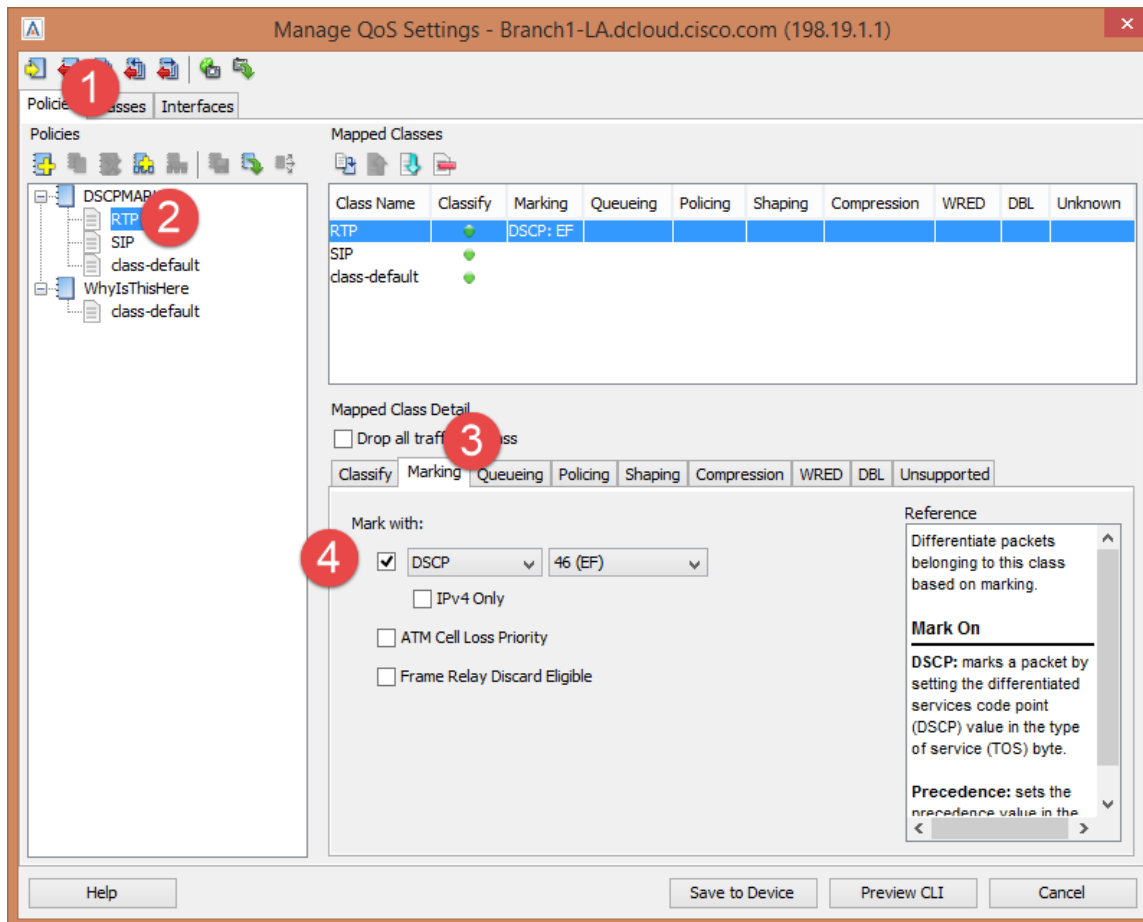 Manage QoS Settings - Branch1-LA.dcloud.cisco.com (198.19.1.1)
1
Interfaces
Policies
RTP
2
SIP
class-default
WhyIsThisHere
class-default
Mapped Classes
Class Name Classify Marking Queueing Policing Shaping Compression WRED DBL Unknown
RTP DSCP: EF
SIP
class-default
Mapped Class Detail
3
Drop all
Classify Marking Queueing Policing Shaping Compression WRED DBL Unsupported
Mark with:
4
DSCP 46 (EF)
IPv4 Only
ATM Cell Loss Priority
Frame Relay Discard Eligible
Reference
Differentiate packets
belonging to this class
based on marking.
Mark On
DSCP: marks a packet by
setting the differentiated
services code point
(DSCP) value in the type
of service (TOS) byte.
Precedence: sets the
precedence value in the
Help Save to Device Preview CLI Cancel